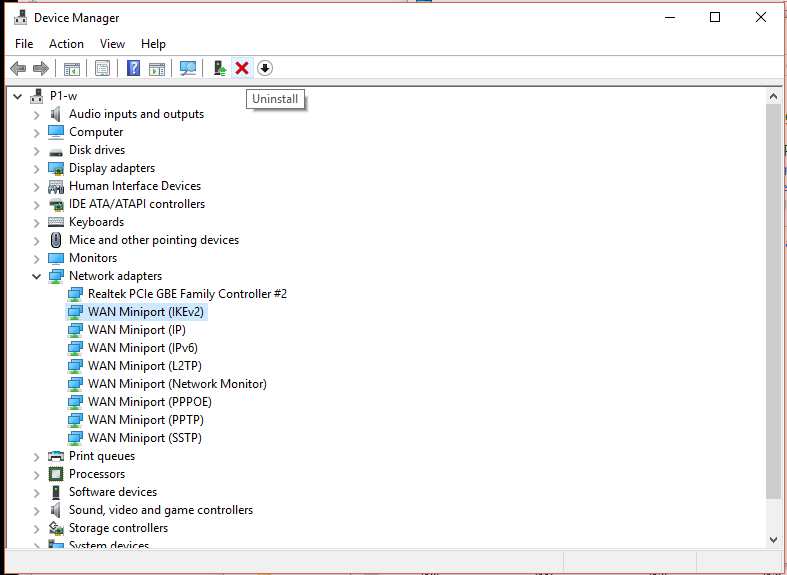 Device Manager
File Action View Help
Uninstall
P1-w
Audio inputs and outputs
Computer
Disk drives
Display adapters
Human Interface Devices
IDE ATA/ATAPI controllers
Keyboards
Mice and other pointing devices
Monitors
Network adapters
Realtek PCIe GBE Family Controller #2
WAN Miniport (IKEv2)
WAN Miniport (IP)
WAN Miniport (IPv6)
WAN Miniport (L2TP)
WAN Miniport (Network Monitor)
WAN Miniport (PPPOE)
WAN Miniport (PPTP)
WAN Miniport (SSTP)
Print queues
Processors
Software devices
Sound, video and game controllers
Storage controllers
System devices